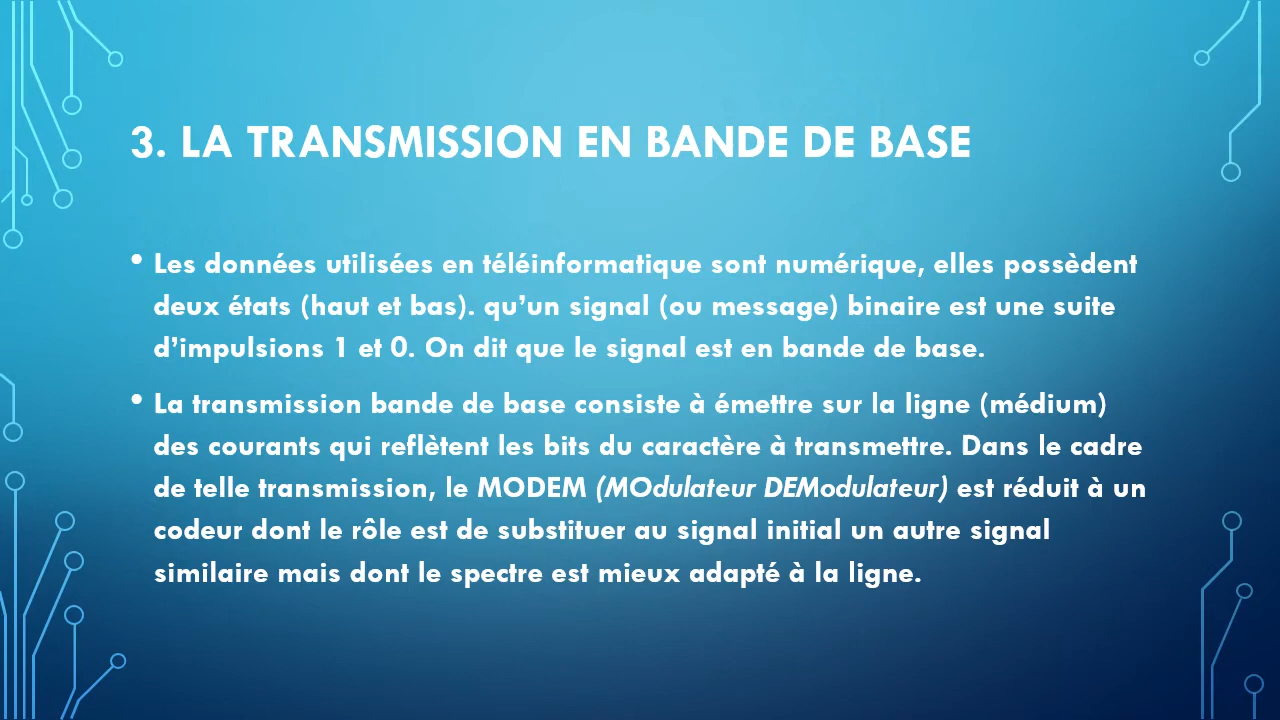 3. LA TRANSMISSION EN BANDE DE BASE
• Les données utilisées en téléinformatique sont numérique, elles possèdent
deux états (haut et bas). qu’un signal (ou message) binaire est une suite
d’impulsions 1 et 0. On dit que le signal est en bande de base.
• La transmission bande de base consiste à émettre sur la ligne (médium)
des courants qui reflètent les bits du caractère à transmettre. Dans le cadre
de telle transmission, le MODEM (MOdulateur DEModulateur) est réduit à un
codeur dont le rôle est de substituer au signal initial un autre signal
similaire mais dont le spectre est mieux adapté à la ligne.